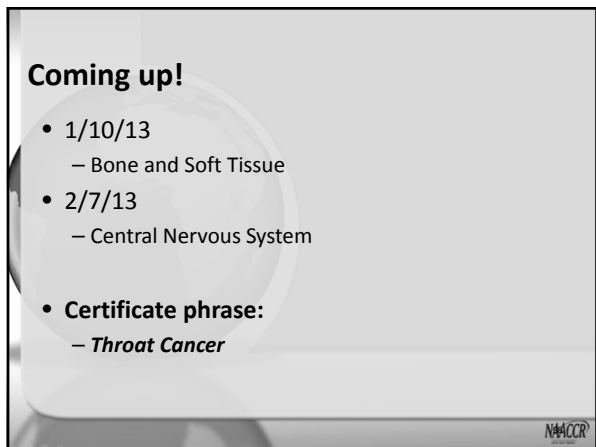 Coming up!
• 1/10/13
– Bone and Soft Tissue
• 2/7/13
– Central Nervous System
• Certificate phrase:
– Throat Cancer
NAACCR